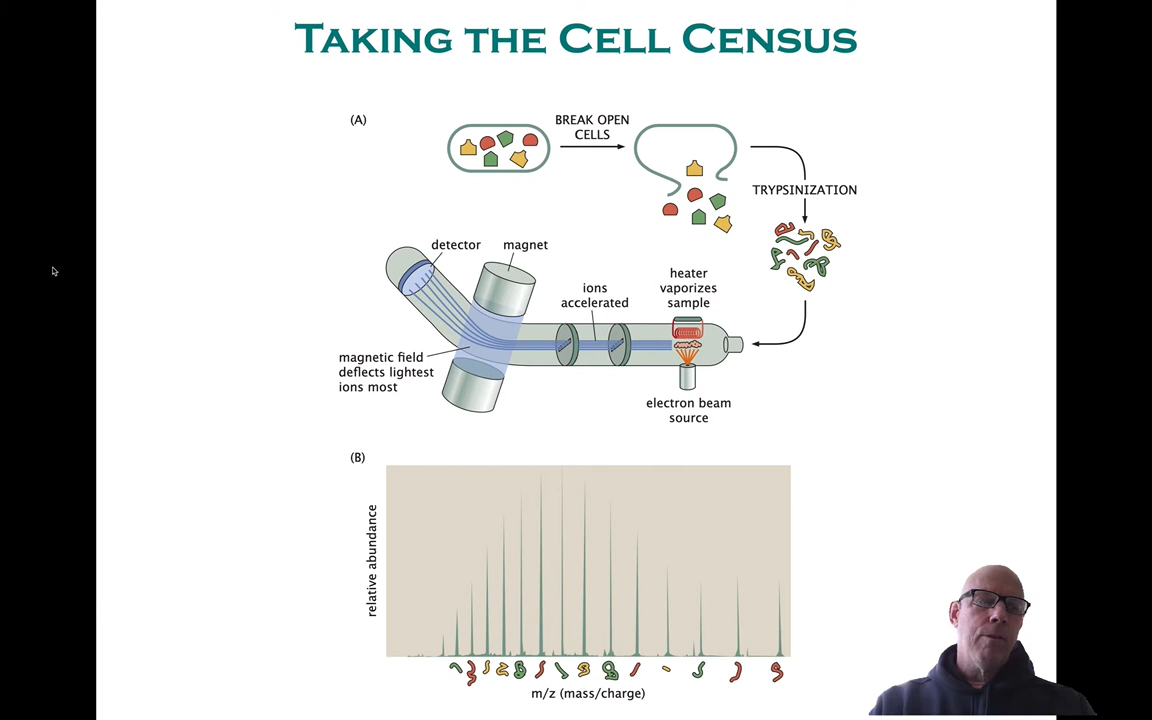 TAKING THE CELL CENSUS
(A)
BREAK OPEN
CELLS
TRYPSINIZATION
detector
magnet
ions
accelerated
heater
vaporizes
sample
magnetic field
deflects lightest
ions most
electron beam
source
(B)
relative abundance
m/z (mass/charge)